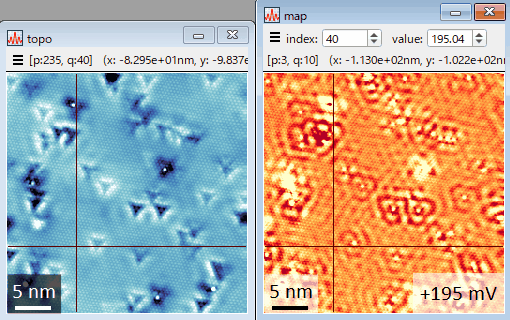 topo
[p:235, q:40] (x: -8.295e+01nm, y: -9.837e
5 nm
map
index: 40 value: 195.04
[p:3, q:10] (x: -1.130e+02nm, y: -1.022e+02nm
5 nm
+195 mV